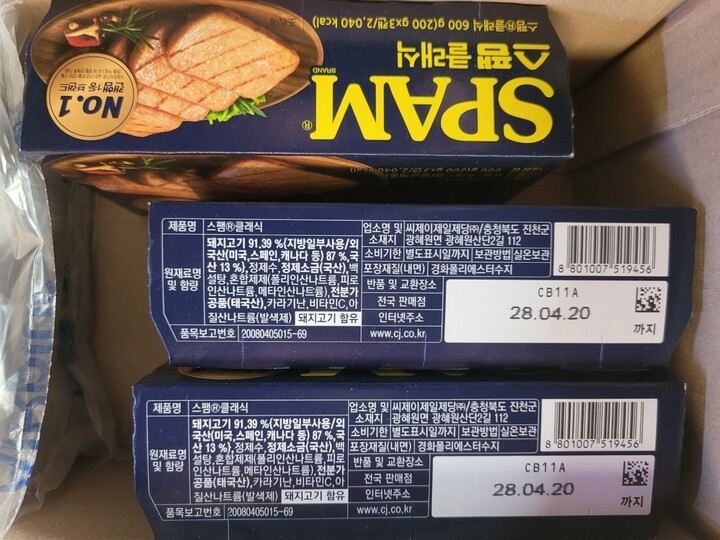 스팸®클래식 600 g(200 gx3캔/2,040 kcal)
스팸 클래식
SPAM®
BRAND
NO.1
캔햄 1등 브랜드
600 g(200 gx3캔/2,040 kcal)
제품명 스팸®클래식
원재료명 및 함량
돼지고기 91.39 %(지방일부사용/외
국산(미국,스페인,캐나다 등) 87 %,국
산 13 %),정제수,정제소금(국산),백
설탕,혼합제제(폴리인산나트륨, 피로
인산나트륨, 메타인산나트륨),전분가
공품(태국산),카라기난,비타민C,아
질산나트륨(발색제) 돼지고기 함유
품목보고번호 20080405015-69
업소명 및 소재지
씨제이제일제당㈜/충청북도 진천군
광혜원면 광혜원산단2길 112
소비기한 별도표시일까지 보관방법 실온보관
포장재질(내면) 경화폴리에스터수지
반품 및 교환장소
전국 판매점
인터넷주소
www.cj.co.kr
8 801007 519456
CB11A
28.04.20
까지
제품명 스팸®클래식
원재료명 및 함량
돼지고기 91.39 %(지방일부사용/외
국산(미국,스페인,캐나다 등) 87 %,국
산 13 %),정제수,정제소금(국산),백
설탕,혼합제제(폴리인산나트륨, 피로
인산나트륨, 메타인산나트륨),전분가
공품(태국산),카라기난,비타민C,아
질산나트륨(발색제) 돼지고기 함유
품목보고번호 20080405015-69
업소명 및 소재지
씨제이제일제당㈜/충청북도 진천군
광혜원면 광혜원산단2길 112
소비기한 별도표시일까지 보관방법 실온보관
포장재질(내면) 경화폴리에스터수지
반품 및 교환장소
전국 판매점
인터넷주소
www.cj.co.kr
8 801007 519456
CB11A
28.04.20
까지